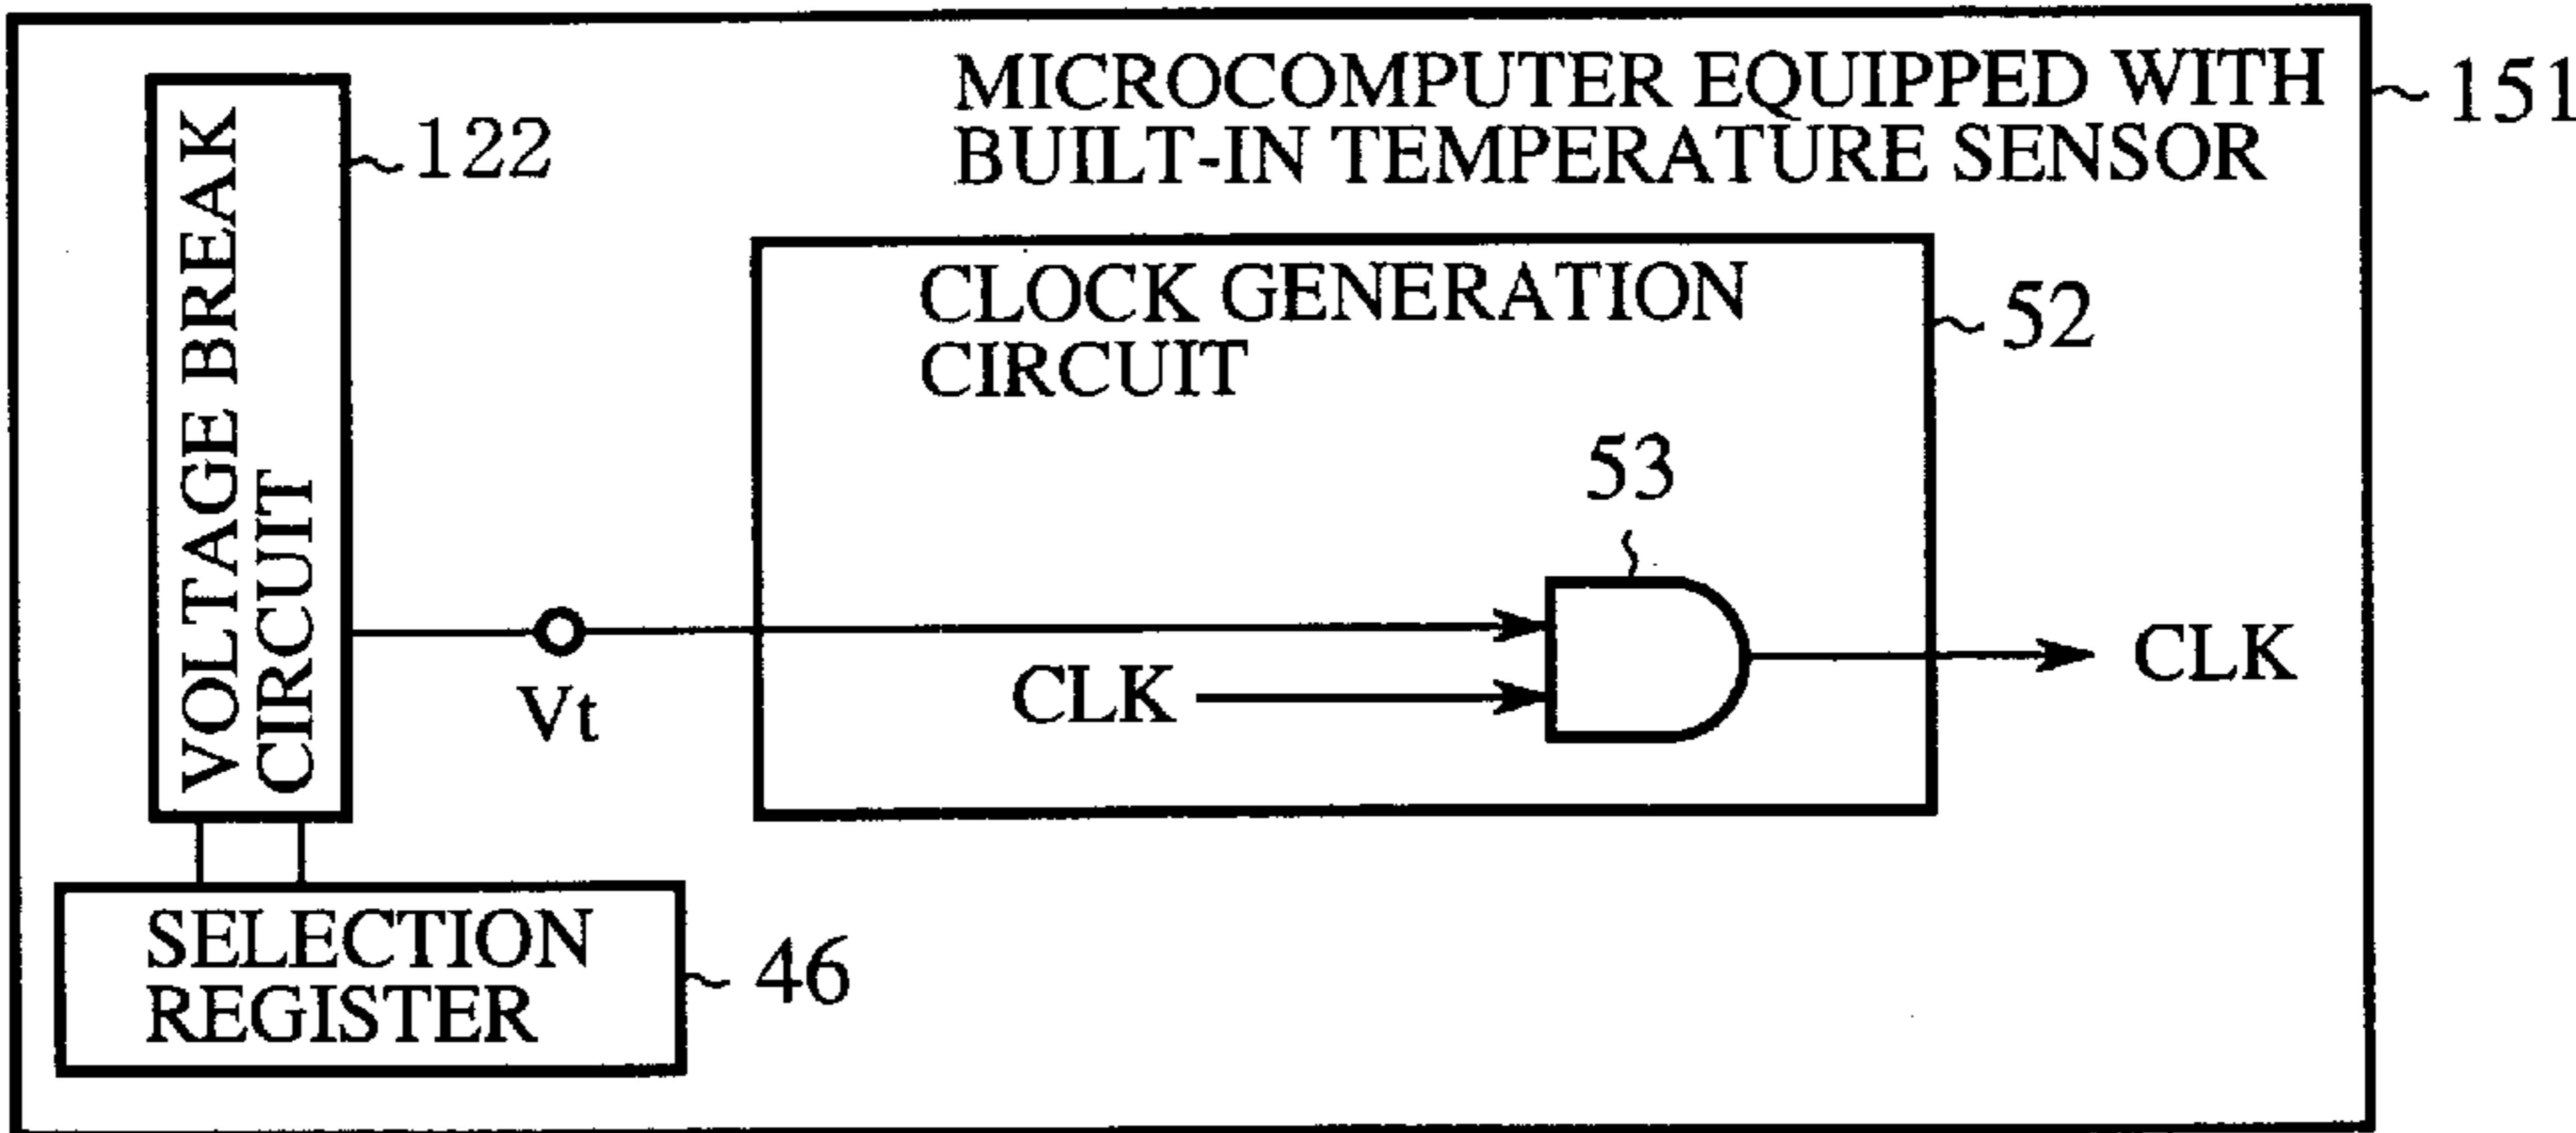 MICROCOMPUTER EQUIPPED WITH
BUILT-IN TEMPERATURE SENSOR
151
VOLTAGE BREAK
CIRCUIT
122
CLOCK GENERATION
CIRCUIT
52
53
Vt
CLK
CLK
SELECTION
REGISTER
46